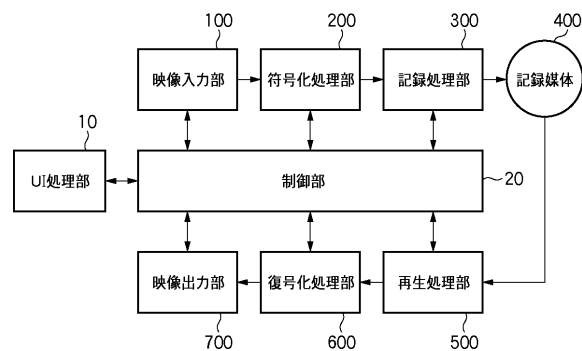 100
200
300
400
映像入力部
符号化処理部
記録処理部
記録媒体
10
UI処理部
制御部
20
映像出力部
復号化処理部
再生処理部
700
600
500